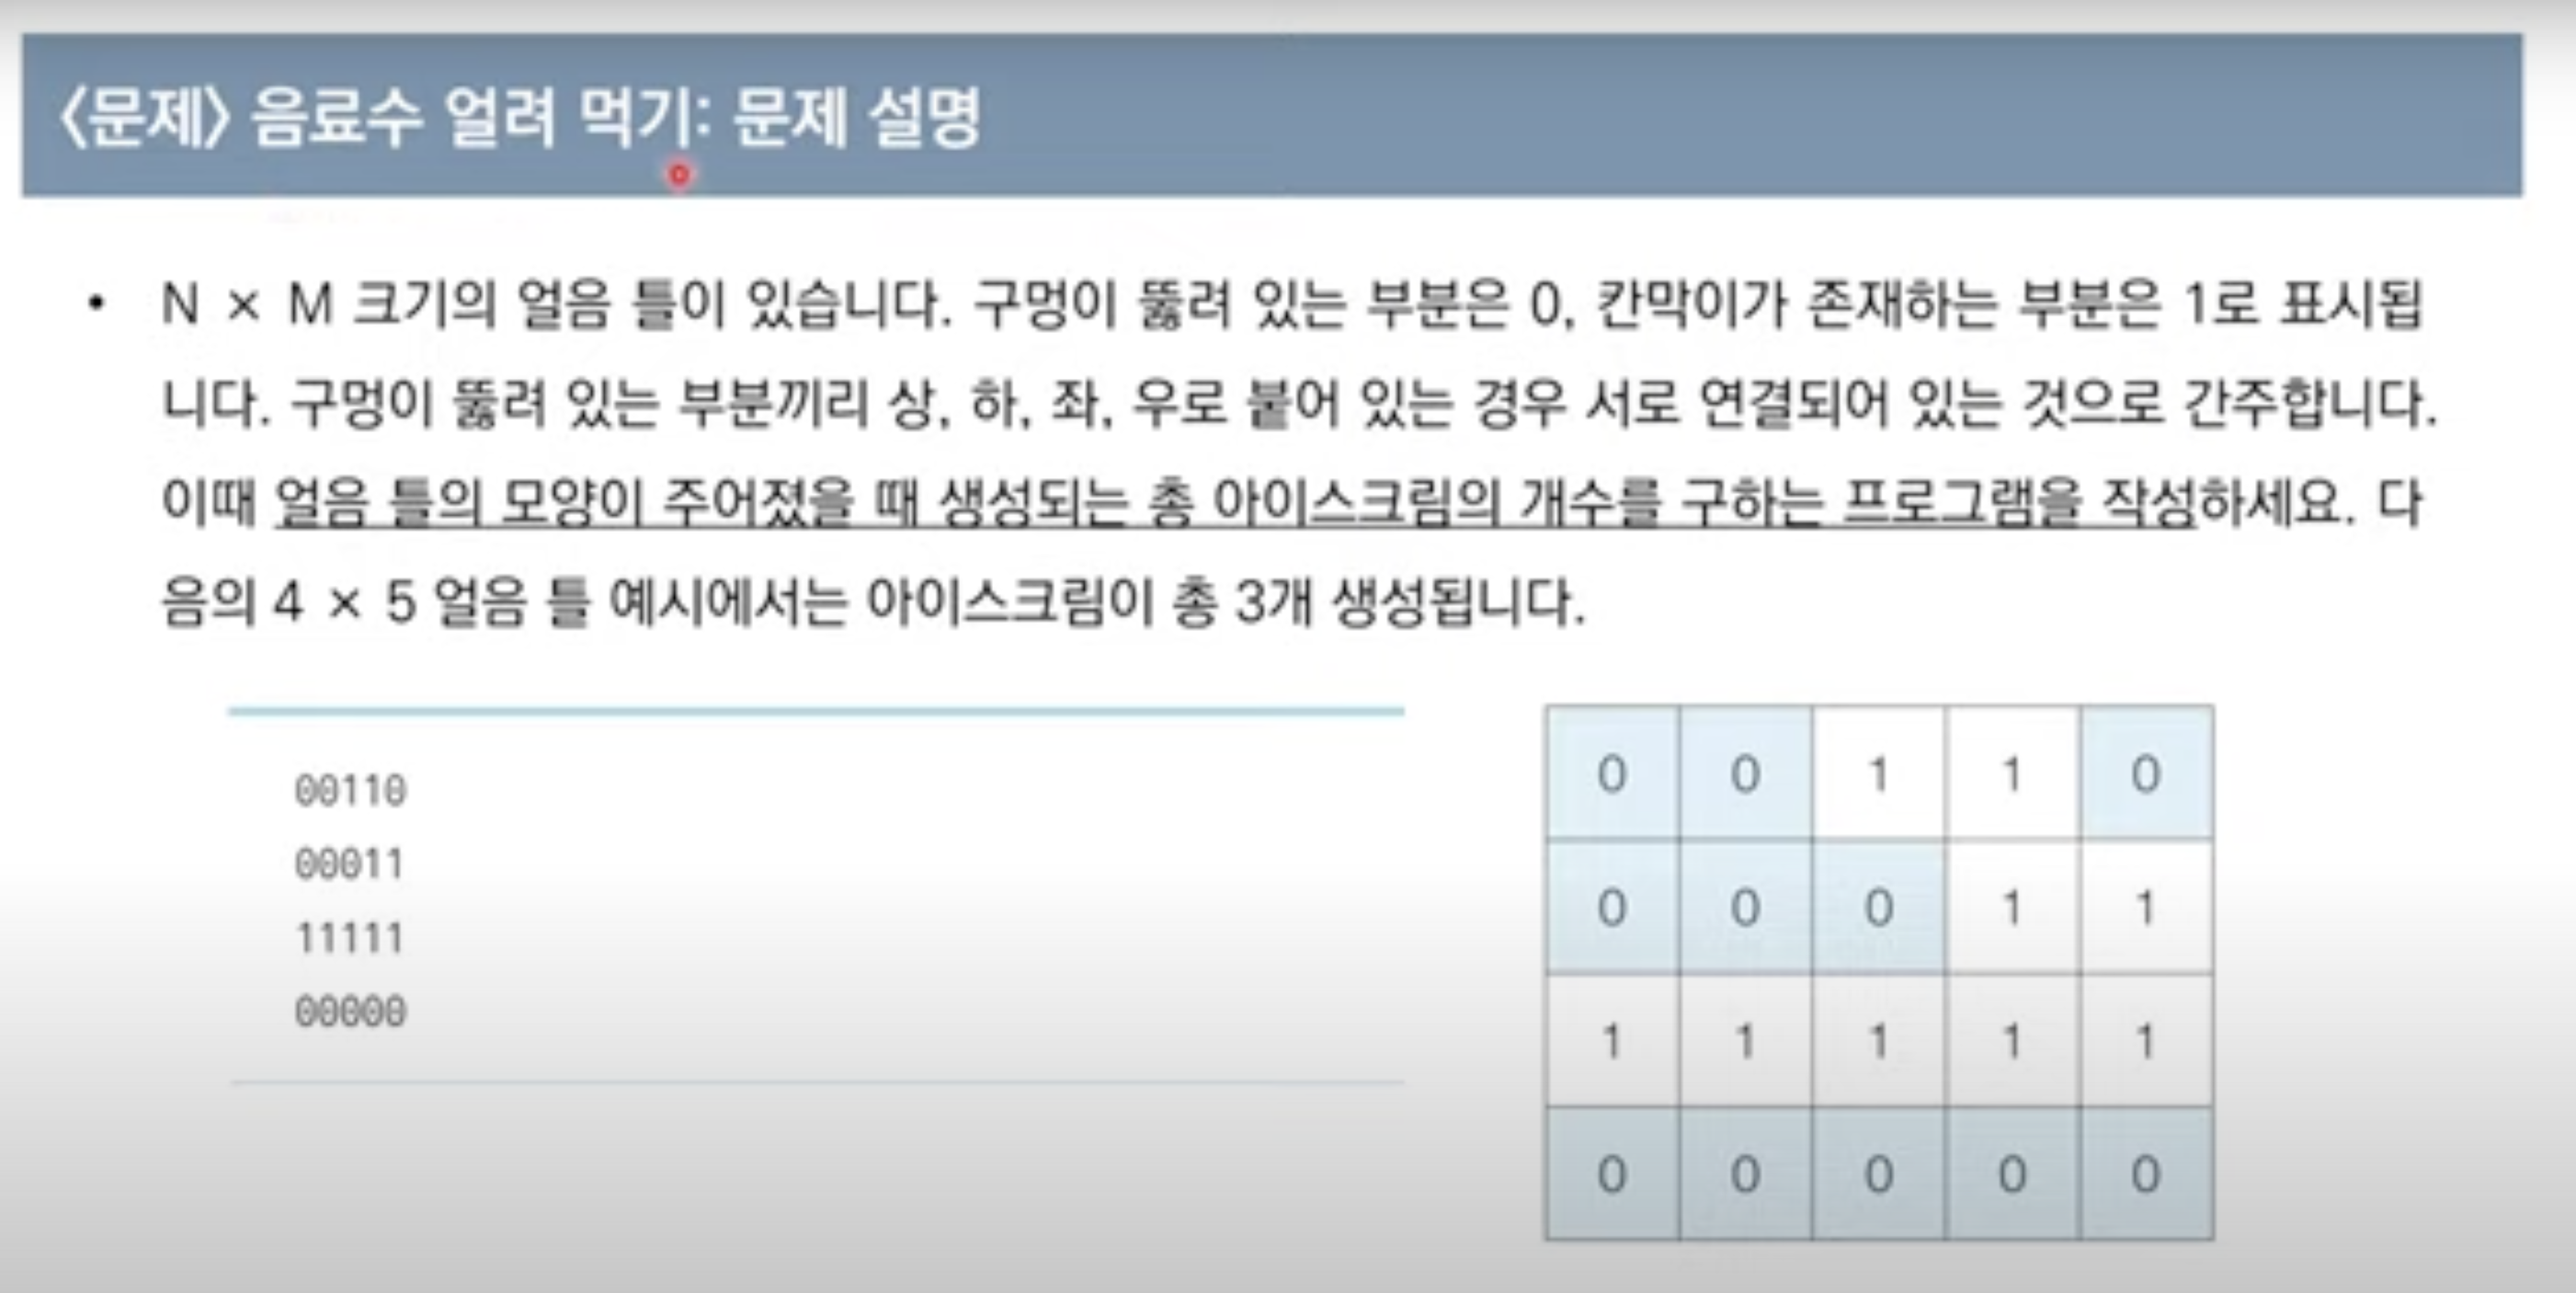 <문제> 음료수 얼려 먹기: 문제 설명
• N × M 크기의 얼음 틀이 있습니다. 구멍이 뚫려 있는 부분은 0, 칸막이가 존재하는 부분은 1로 표시됩
니다. 구멍이 뚫려 있는 부분끼리 상, 하, 좌, 우로 붙어 있는 경우 서로 연결되어 있는 것으로 간주합니다.
이때 얼음 틀의 모양이 주어졌을 때 생성되는 총 아이스크림의 개수를 구하는 프로그램을 작성하세요. 다
음의 4 × 5 얼음 틀 예시에서는 아이스크림이 총 3개 생성됩니다.
00110
00011
11111
00000
0 0 1 1 0
0 0 0 1 1
1 1 1 1 1
0 0 0 0 0